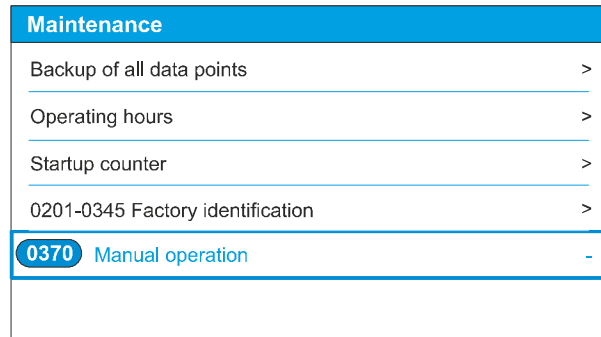 Maintenance
Backup of all data points >
Operating hours >
Startup counter >
0201-0345 Factory identification >
0370 Manual operation -